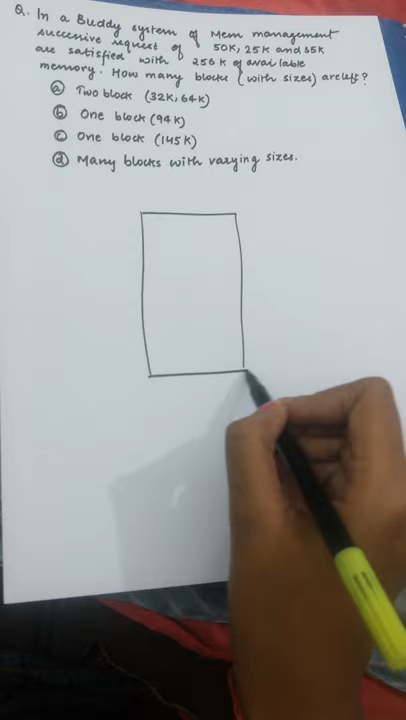 Q. In a Buddy system of Mem management
successive request of 50K, 25K and 35K
are satisfied with 256 K of available
memory. How many blocks (with sizes) are left?
(a) Two block (32K, 64K)
(b) One block (94K)
(c) One block (145K)
(d) Many blocks with varying sizes.